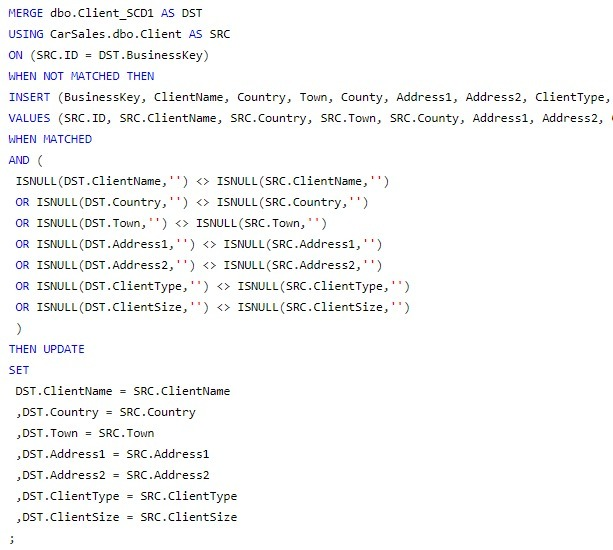 MERGE dbo.Client_SCD1 AS DST
USING CarSales.dbo.Client AS SRC
ON (SRC.ID = DST.BusinessKey)
WHEN NOT MATCHED THEN
INSERT (BusinessKey, ClientName, Country, Town, County, Address1, Address2, ClientType,
VALUES (SRC.ID, SRC.ClientName, SRC.Country, SRC.Town, SRC.County, Address1, Address2,
WHEN MATCHED
AND (
ISNULL(DST.ClientName,'') <> ISNULL(SRC.ClientName,'')
OR ISNULL(DST.Country,'') <> ISNULL(SRC.Country,'')
OR ISNULL(DST.Town,'') <> ISNULL(SRC.Town,'')
OR ISNULL(DST.Address1,'') <> ISNULL(SRC.Address1,'')
OR ISNULL(DST.Address2,'') <> ISNULL(SRC.Address2,'')
OR ISNULL(DST.ClientType,'') <> ISNULL(SRC.ClientType,'')
OR ISNULL(DST.ClientSize,'') <> ISNULL(SRC.ClientSize,'')
)
THEN UPDATE
SET
DST.ClientName = SRC.ClientName
,DST.Country = SRC.Country
,DST.Town = SRC.Town
,DST.Address1 = SRC.Address1
,DST.Address2 = SRC.Address2
,DST.ClientType = SRC.ClientType
,DST.ClientSize = SRC.ClientSize
;